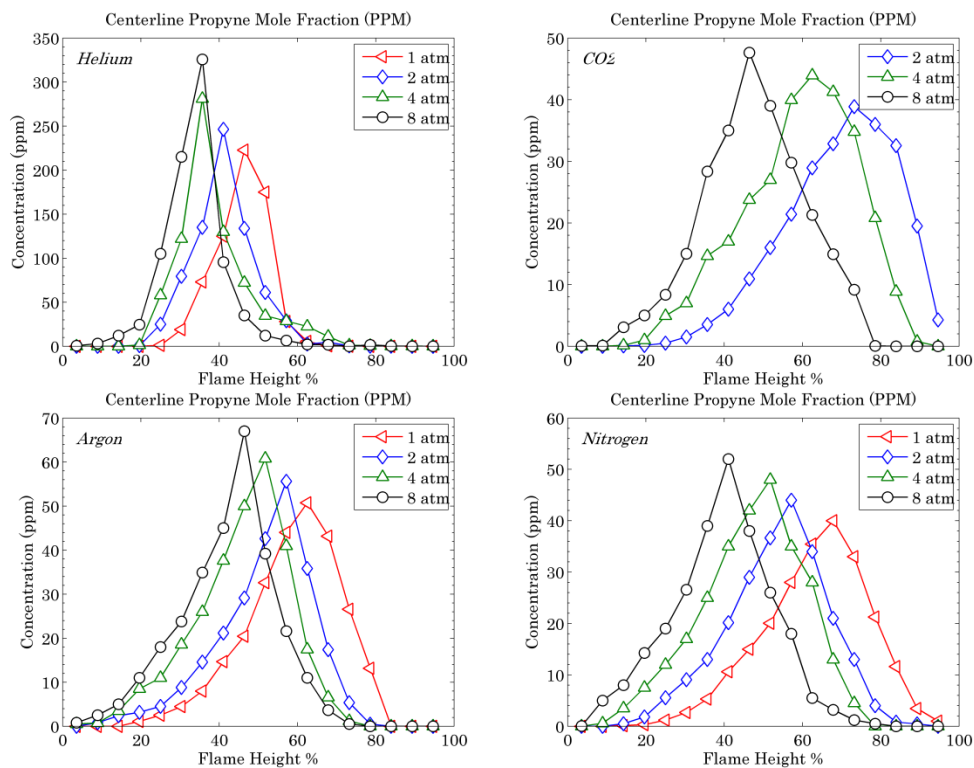 Centerline Propyne Mole Fraction (PPM)
350
300
250
200
150
100
50
0
Concentration (ppm)
Helium
1 atm
2 atm
4 atm
8 atm
0 20 40 60 80 100
Flame Height %
Centerline Propyne Mole Fraction (PPM)
50
40
30
20
10
0
Concentration (ppm)
CO2
2 atm
4 atm
8 atm
0 20 40 60 80 100
Flame Height %
Centerline Propyne Mole Fraction (PPM)
70
60
50
40
30
20
10
0
Concentration (ppm)
Argon
1 atm
2 atm
4 atm
8 atm
0 20 40 60 80 100
Flame Height %
Centerline Propyne Mole Fraction (PPM)
60
50
40
30
20
10
0
Concentration (ppm)
Nitrogen
1 atm
2 atm
4 atm
8 atm
0 20 40 60 80 100
Flame Height %